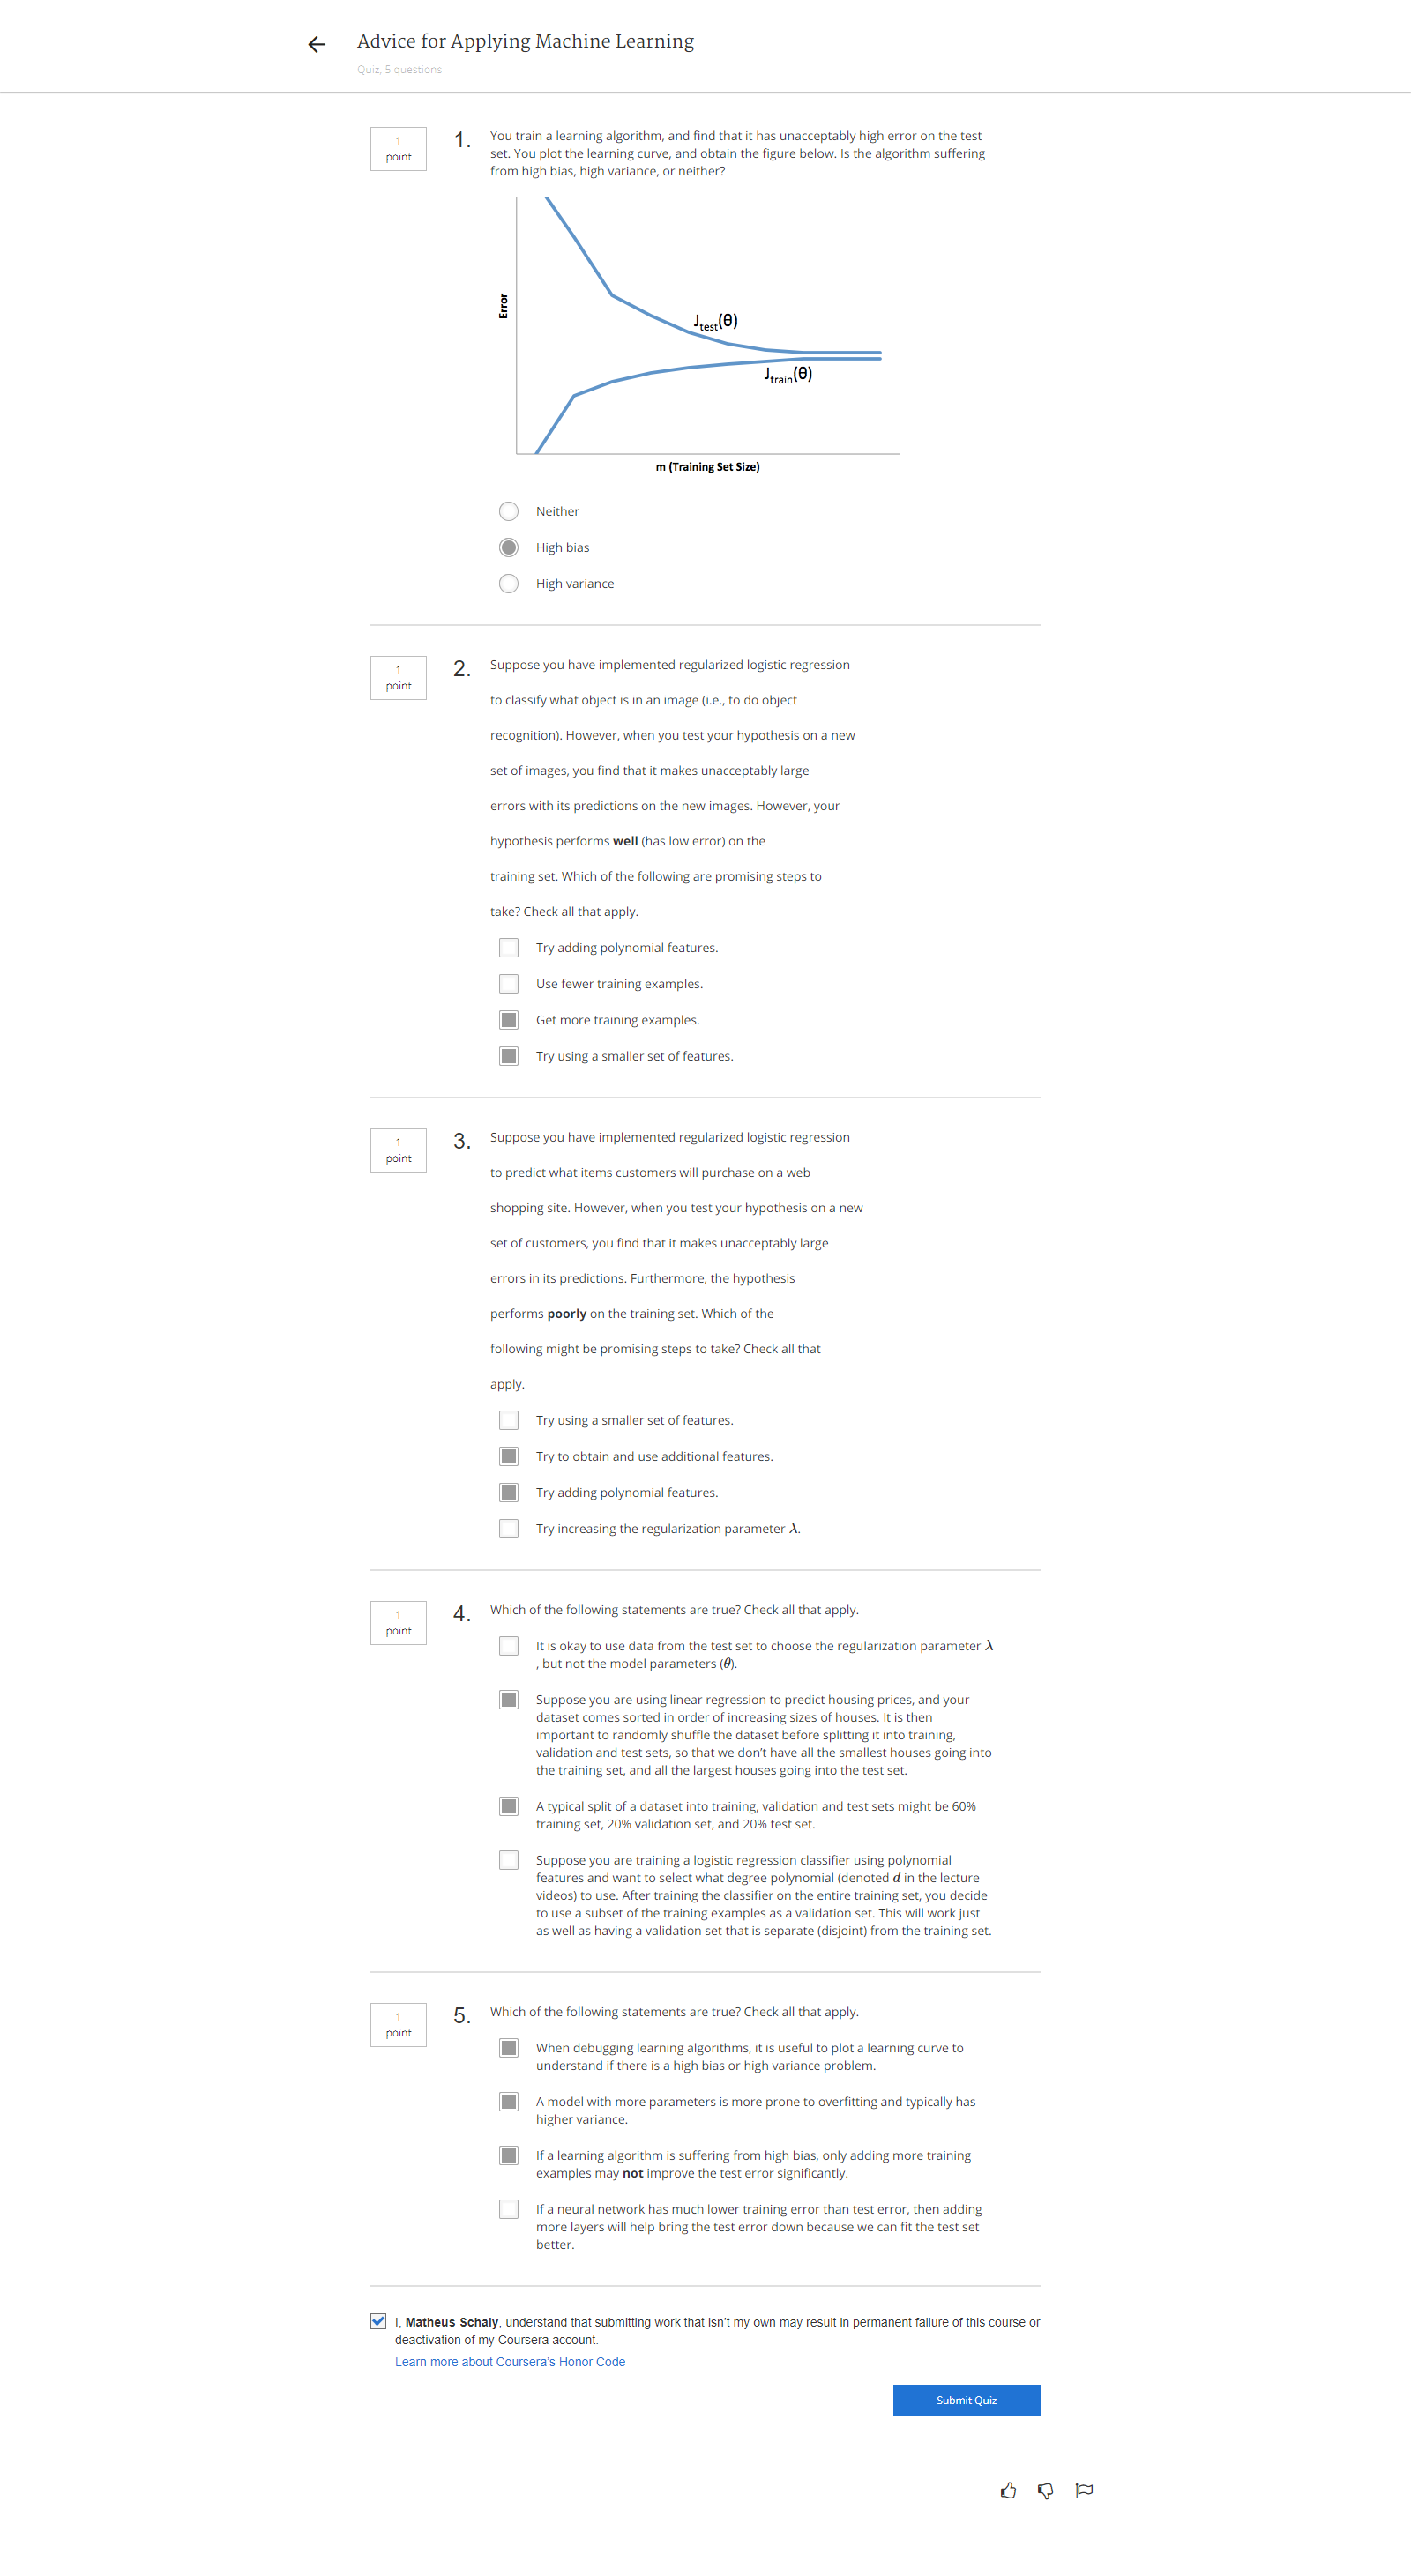 Advice for Applying Machine Learning
Quiz, 5 questions
1
point
1.
You train a learning algorithm, and find that it has unacceptably high error on the test
set. You plot the learning curve, and obtain the figure below. Is the algorithm suffering
from high bias, high variance, or neither?
Error
Jtest(θ)
Jtrain(θ)
m (Training Set Size)
Neither
High bias
High variance
1
point
2.
Suppose you have implemented regularized logistic regression
to classify what object is in an image (i.e., to do object
recognition). However, when you test your hypothesis on a new
set of images, you find that it makes unacceptably large
errors with its predictions on the new images. However, your
hypothesis performs well (has low error) on the
training set. Which of the following are promising steps to
take? Check all that apply.
Try adding polynomial features.
Use fewer training examples.
Get more training examples.
Try using a smaller set of features.
1
point
3.
Suppose you have implemented regularized logistic regression
to predict what items customers will purchase on a web
shopping site. However, when you test your hypothesis on a new
set of customers, you find that it makes unacceptably large
errors in its predictions. Furthermore, the hypothesis
performs poorly on the training set. Which of the
following might be promising steps to take? Check all that
apply.
Try using a smaller set of features.
Try to obtain and use additional features.
Try adding polynomial features.
Try increasing the regularization parameter λ.
1
point
4.
Which of the following statements are true? Check all that apply.
It is okay to use data from the test set to choose the regularization parameter λ
, but not the model parameters (θ).
Suppose you are using linear regression to predict housing prices, and your
dataset comes sorted in order of increasing sizes of houses. It is then
important to randomly shuffle the dataset before splitting it into training,
validation and test sets, so that we don’t have all the smallest houses going into
the training set, and all the largest houses going into the test set.
A typical split of a dataset into training, validation and test sets might be 60%
training set, 20% validation set, and 20% test set.
Suppose you are training a logistic regression classifier using polynomial
features and want to select what degree polynomial (denoted d in the lecture
videos) to use. After training the classifier on the entire training set, you decide
to use a subset of the training examples as a validation set. This will work just
as well as having a validation set that is separate (disjoint) from the training set.
1
point
5.
Which of the following statements are true? Check all that apply.
When debugging learning algorithms, it is useful to plot a learning curve to
understand if there is a high bias or high variance problem.
A model with more parameters is more prone to overfitting and typically has
higher variance.
If a learning algorithm is suffering from high bias, only adding more training
examples may not improve the test error significantly.
If a neural network has much lower training error than test error, then adding
more layers will help bring the test error down because we can fit the test set
better.
I, Matheus Schaly, understand that submitting work that isn’t my own may result in permanent failure of this course or
deactivation of my Coursera account.
Learn more about Coursera’s Honor Code
Submit Quiz